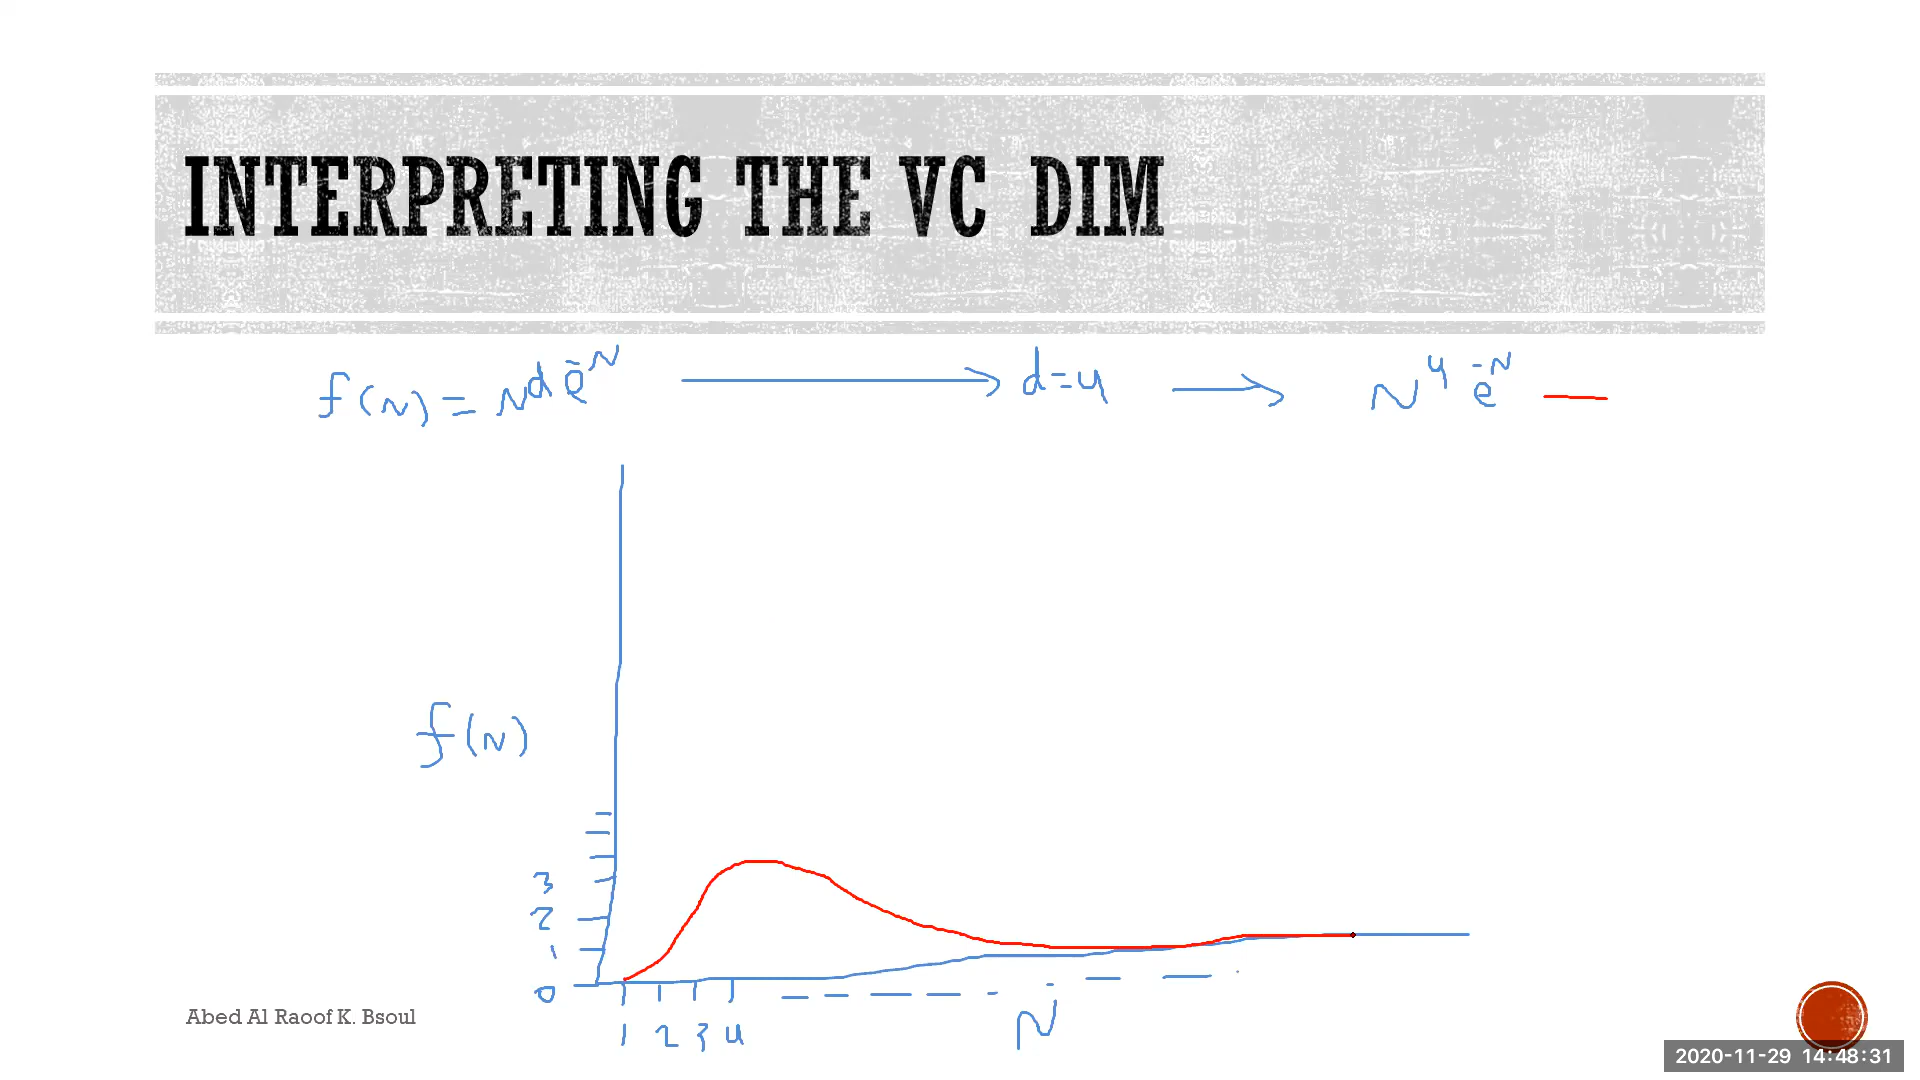 INTERPRETING THE VC DIM
f(N) = N^d e^-N → d=4 → N^4 e^-N
f(N)
3
2
1
0
1 2 3 4
N
Abed Al Raoof K. Bsoul
2020-11-29 14:48:31